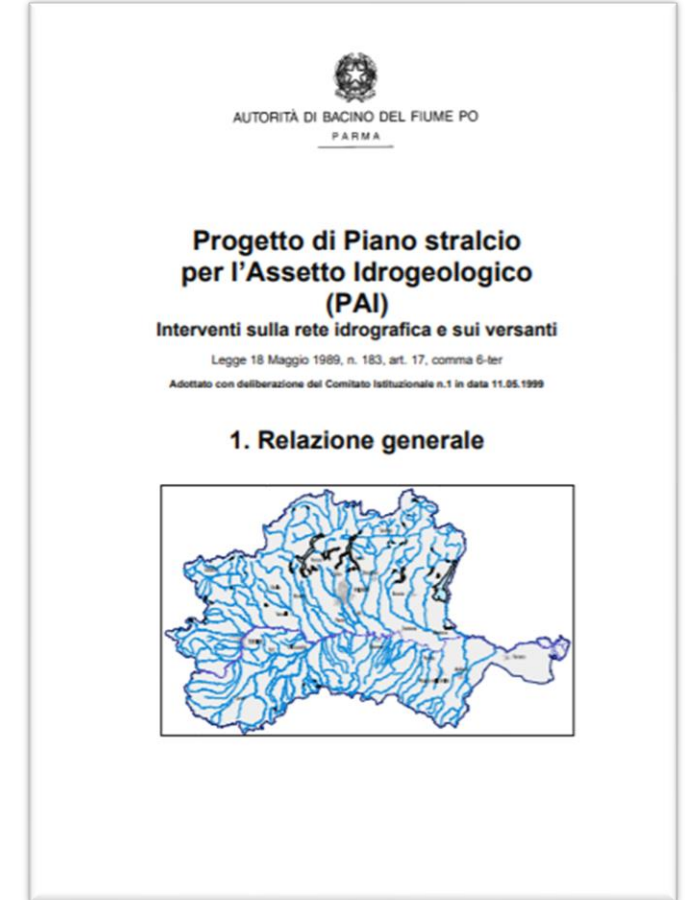 AUTORITÀ DI BACINO DEL FIUME PO
PARMA
Progetto di Piano stralcio
per l'Assetto Idrogeologico
(PAI)
Interventi sulla rete idrografica e sui versanti
Legge 18 Maggio 1989, n. 183, art. 17, comma 6-ter
Adottato con deliberazione del Comitato Istituzionale n.1 in data 11.05.1999
1. Relazione generale